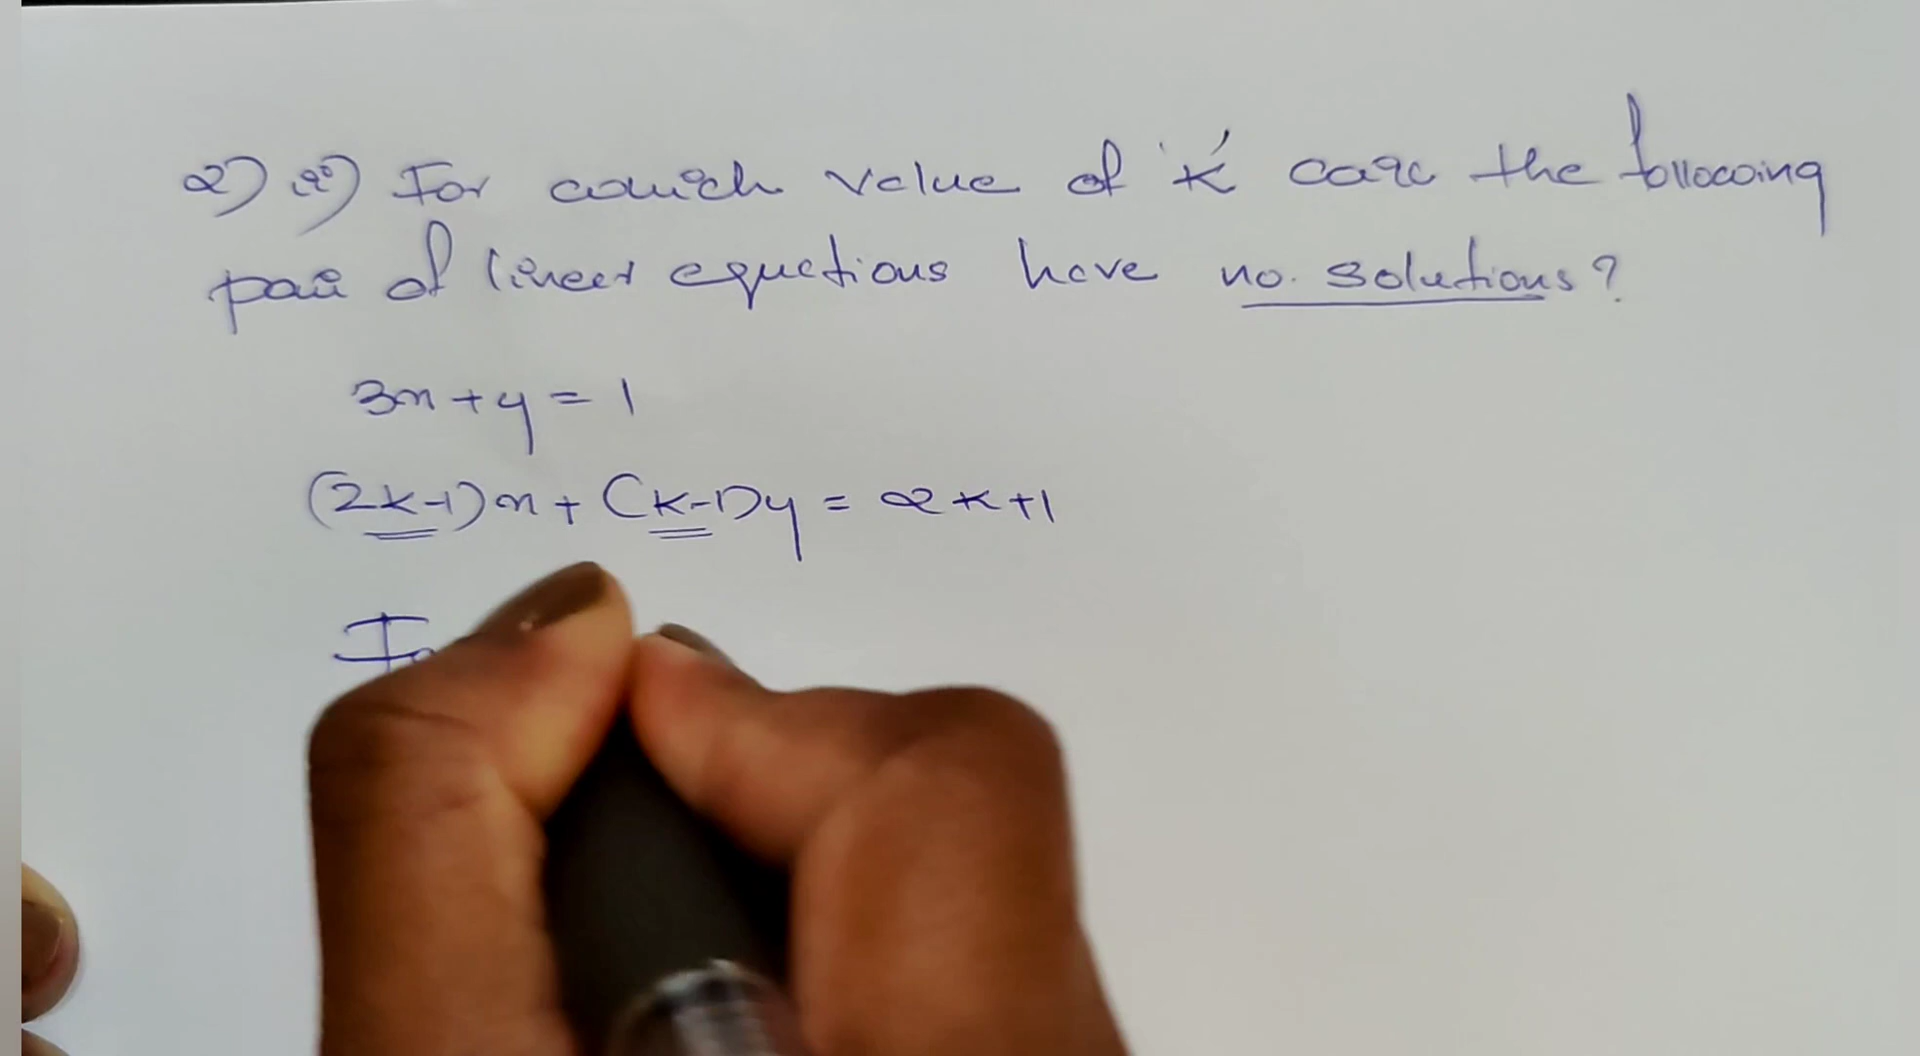 2) ii) For which value of 'K' care the following
pair of linear equations have no. solutions?
3x + y = 1
(2k-1)x + (k-1)y = 2k+1